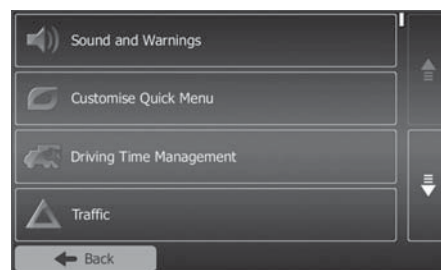 Sound and Warnings
Customise Quick Menu
Driving Time Management
Traffic
Back